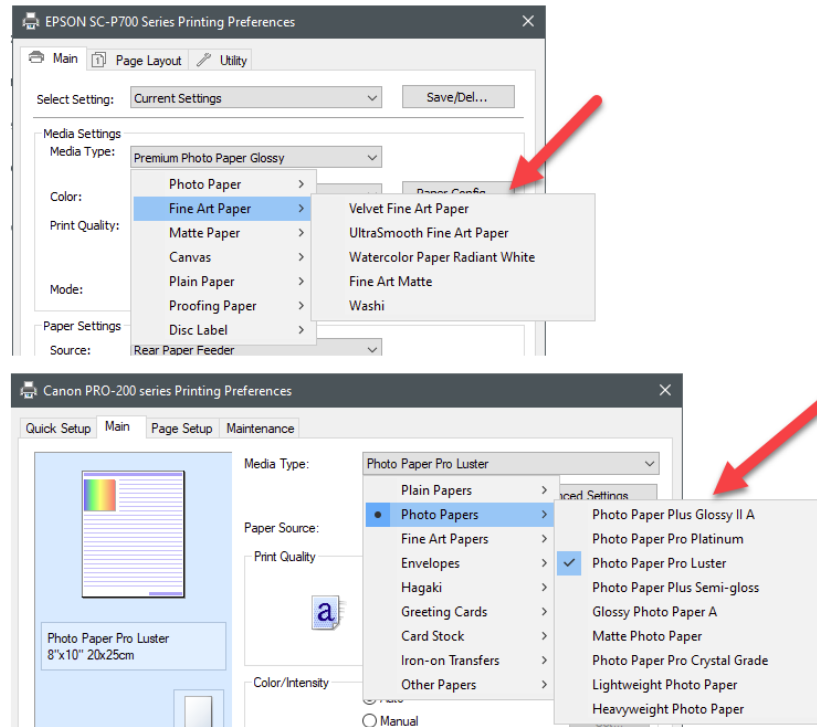 EPSON SC-P700 Series Printing Preferences
Main Page Layout Utility
Select Setting: Current Settings Save/Del...
Media Settings
Media Type: Premium Photo Paper Glossy
Photo Paper
Color: Paper Config...
Fine Art Paper Velvet Fine Art Paper
Print Quality: Matte Paper UltraSmooth Fine Art Paper
Canvas Watercolor Paper Radiant White
Mode: Plain Paper Fine Art Matte
Proofing Paper Washi
Paper Settings Disc Label
Source: Rear Paper Feeder
Canon PRO-200 series Printing Preferences
Quick Setup Main Page Setup Maintenance
Media Type: Photo Paper Pro Luster
Plain Papers Settings
Photo Papers Photo Paper Plus Glossy II A
Paper Source: Fine Art Papers Photo Paper Pro Platinum
Print Quality Envelopes Photo Paper Pro Luster
Hagaki Photo Paper Plus Semi-gloss
a Greeting Cards Glossy Photo Paper A
Photo Paper Pro Luster Card Stock Matte Photo Paper
8"x10" 20x25cm Iron-on Transfers Photo Paper Pro Crystal Grade
Color/Intensity Other Papers Lightweight Photo Paper
Auto Heavyweight Photo Paper
Manual